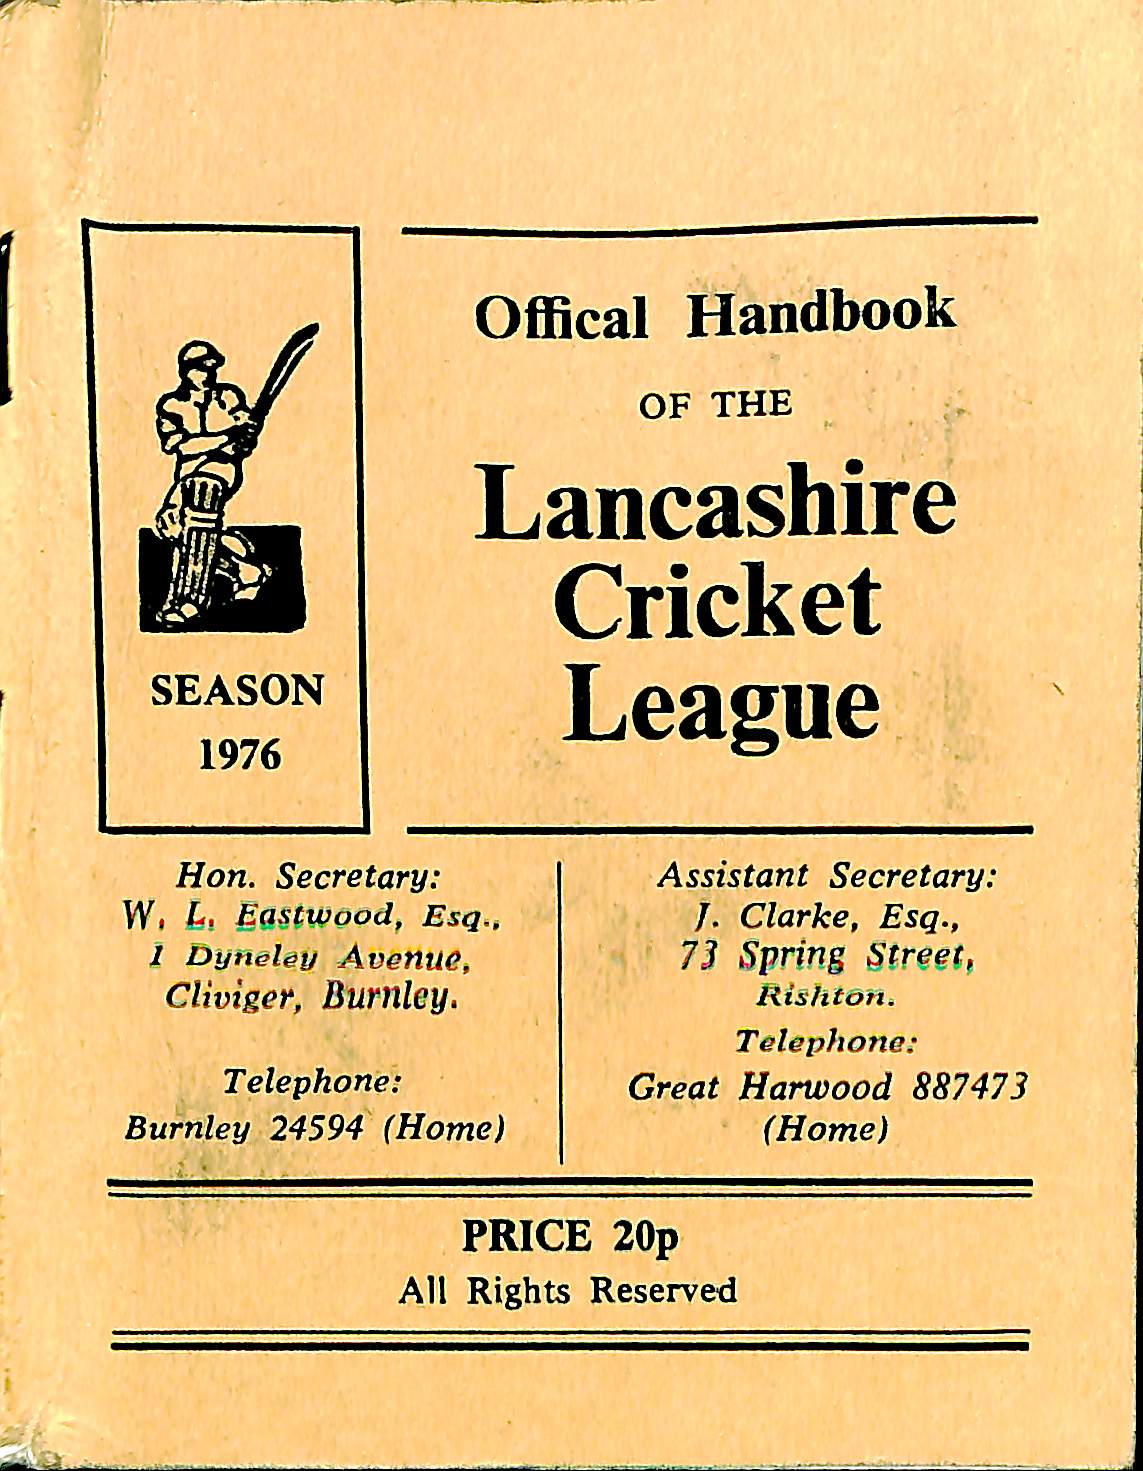 Offical Handbook
OF THE
Lancashire
Cricket
League
SEASON
1976
Hon. Secretary:
W. L. Eastwood, Esq.,
1 Dyneley Avenue,
Cliviger, Burnley.
Telephone:
Burnley 24594 (Home)
Assistant Secretary:
J. Clarke, Esq.,
73 Spring Street,
Rishton.
Telephone:
Great Harwood 887473
(Home)
PRICE 20p
All Rights Reserved